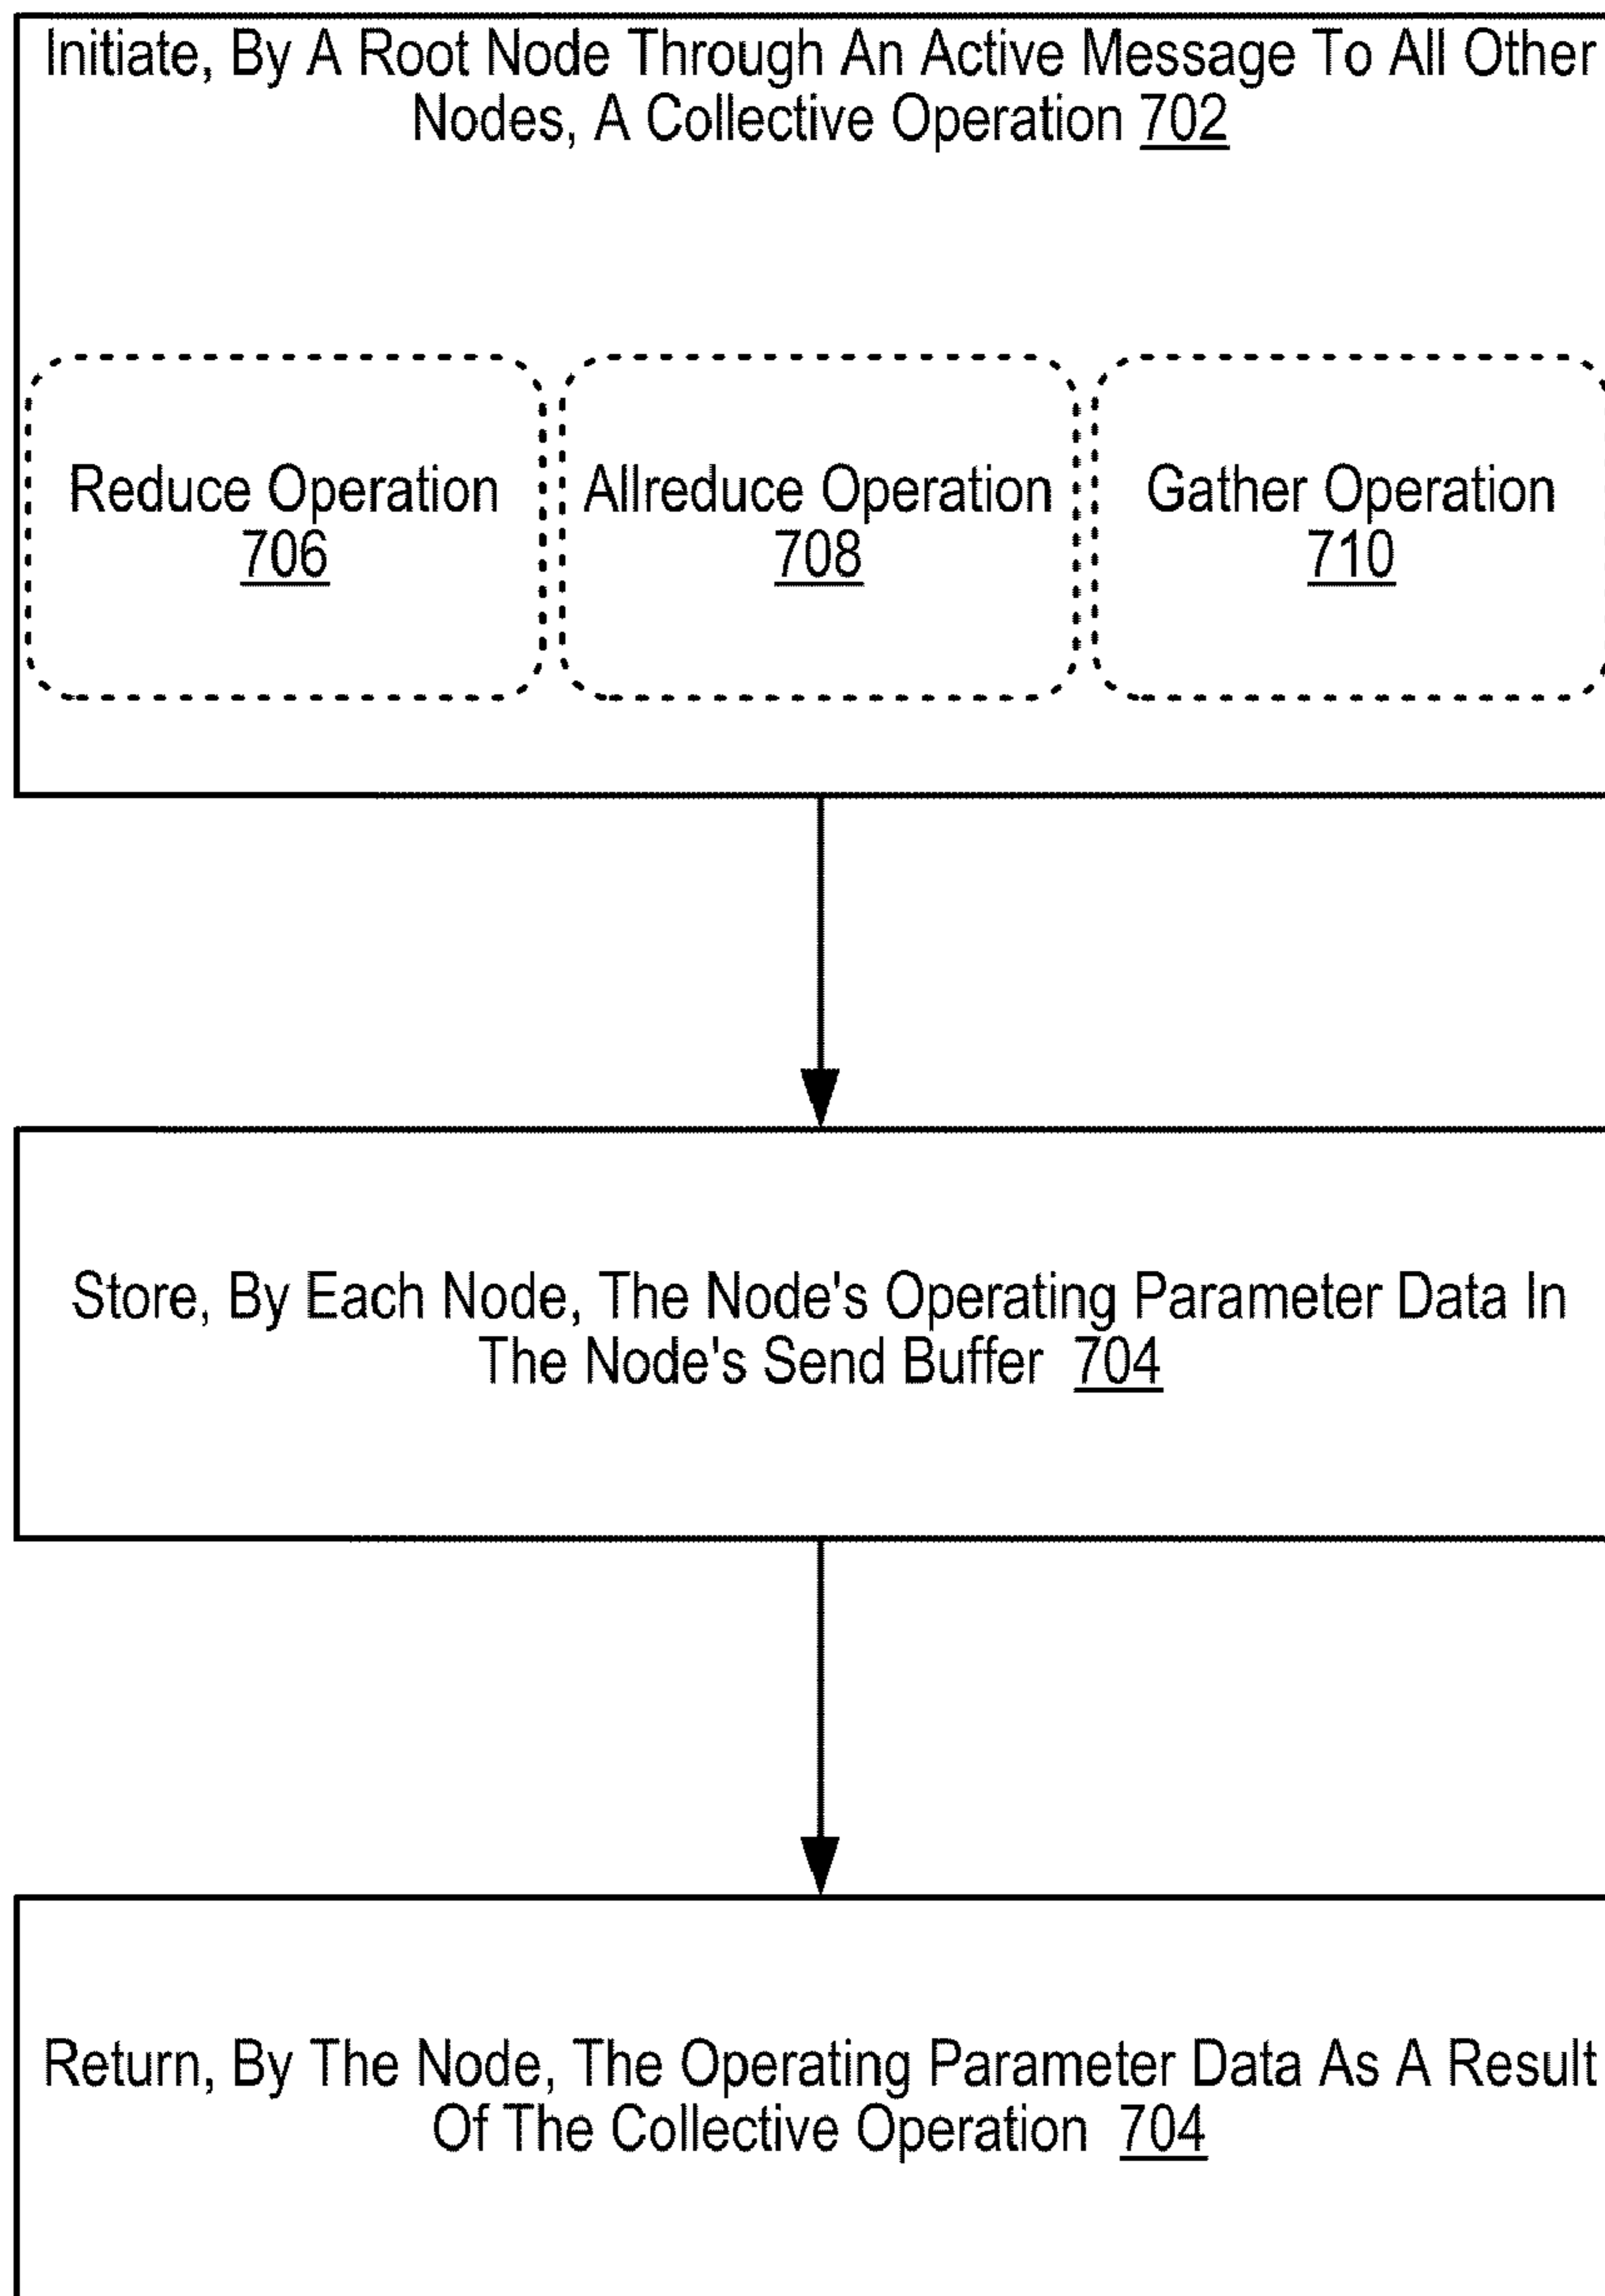 Initiate, By A Root Node Through An Active Message To All Other
Nodes, A Collective Operation 702
Reduce Operation
706
Allreduce Operation
708
Gather Operation
710
Store, By Each Node, The Node's Operating Parameter Data In
The Node's Send Buffer 704
Return, By The Node, The Operating Parameter Data As A Result
Of The Collective Operation 704